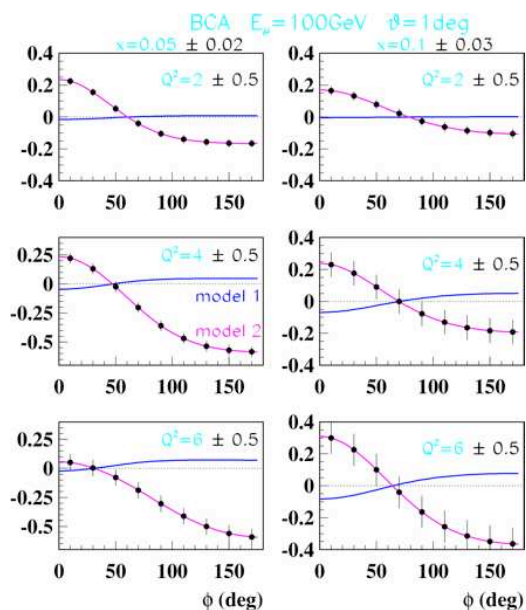 BCA E_μ=100GeV ϑ=1deg
x=0.05 ± 0.02 x=0.1 ± 0.03
0.4 0.4
Q²=2 ± 0.5 Q²=2 ± 0.5
0.2 0.2
0 0
-0.2 -0.2
-0.4 -0.4
0 50 100 150 0 50 100 150
0.4
0.25 Q²=4 ± 0.5 Q²=4 ± 0.5
0.2
0 0
model 1
-0.25
-0.2
model 2
-0.5
-0.4
0 50 100 150 0 50 100 150
0.4
0.25 Q²=6 ± 0.5 Q²=6 ± 0.5
0.2
0 0
-0.25
-0.2
-0.5
-0.4
0 50 100 150 0 50 100 150
ϕ (deg) ϕ (deg)